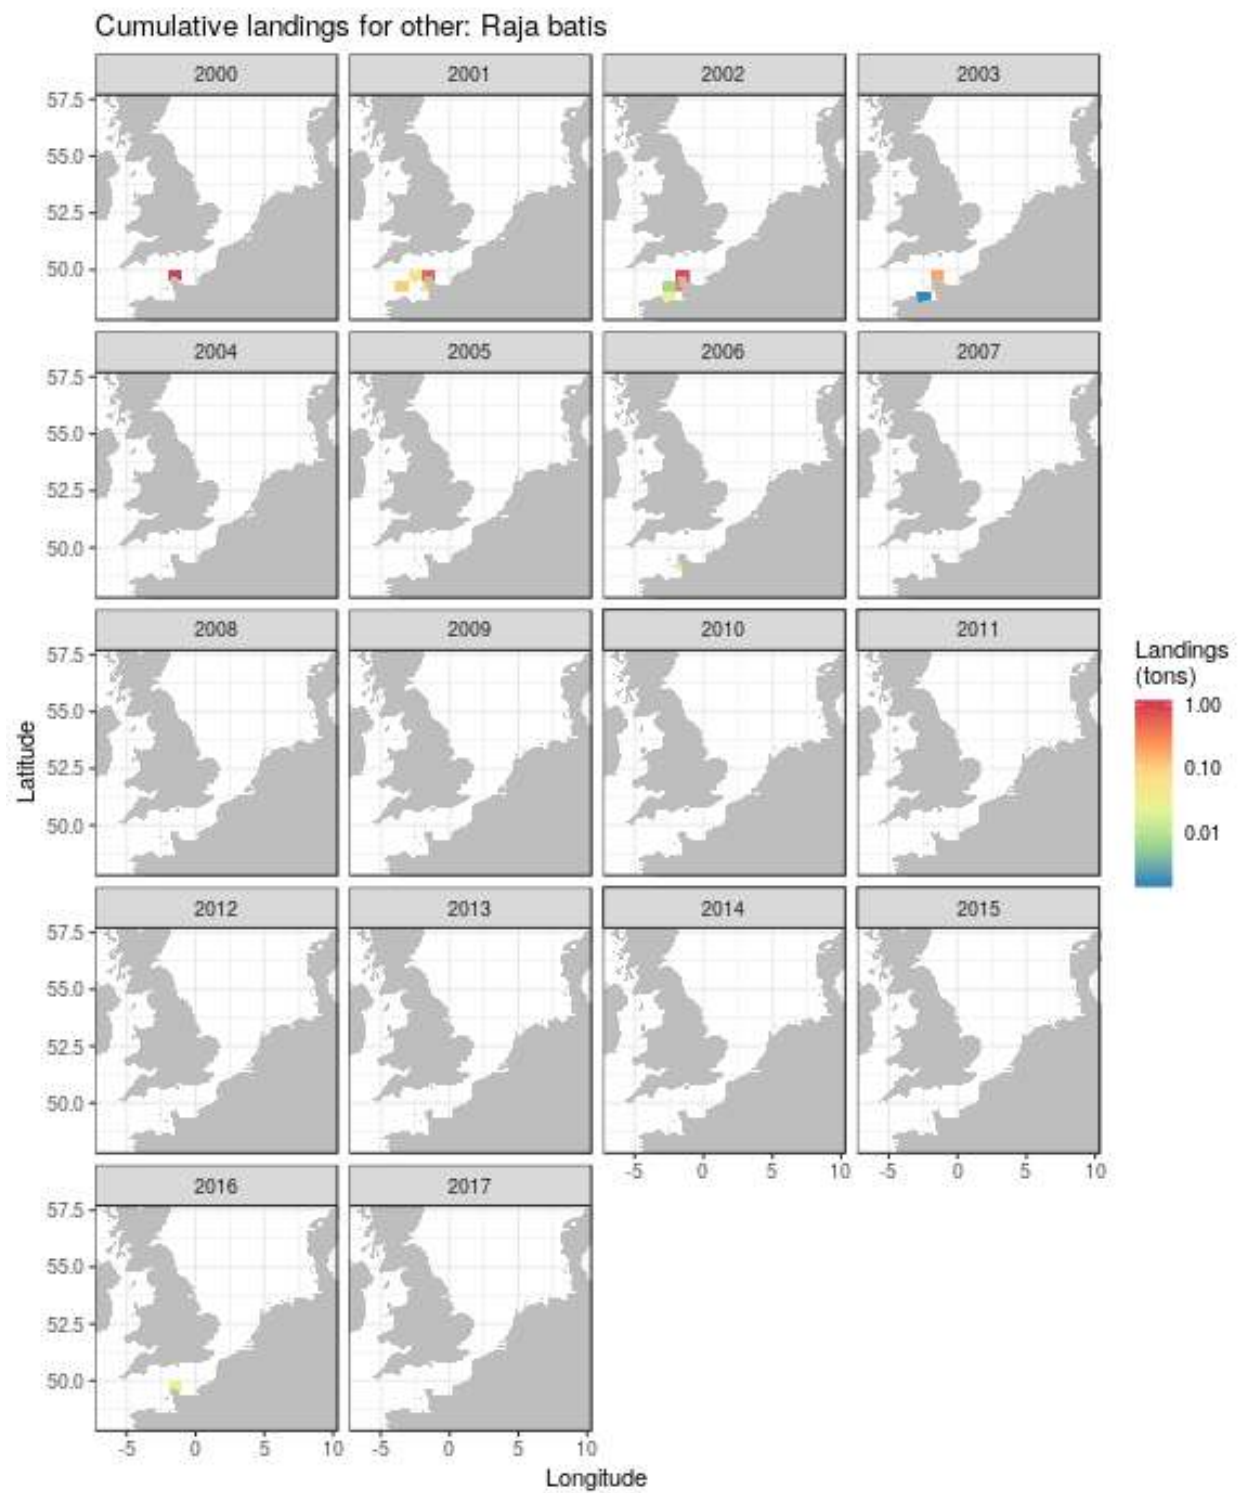 Cumulative landings for other: Raja batis
2000 2001 2002 2003
57.5
55.0
52.5
50.0
2004 2005 2006 2007
57.5
55.0
52.5
50.0
2008 2009 2010 2011
57.5
55.0
52.5
50.0
Landings
(tons)
1.00
0.10
0.01
Latitude
2012 2013 2014 2015
57.5
55.0
52.5
50.0
-5 0 5 10 -5 0 5 10
2016 2017
57.5
55.0
52.5
50.0
-5 0 5 10 -5 0 5 10
Longitude